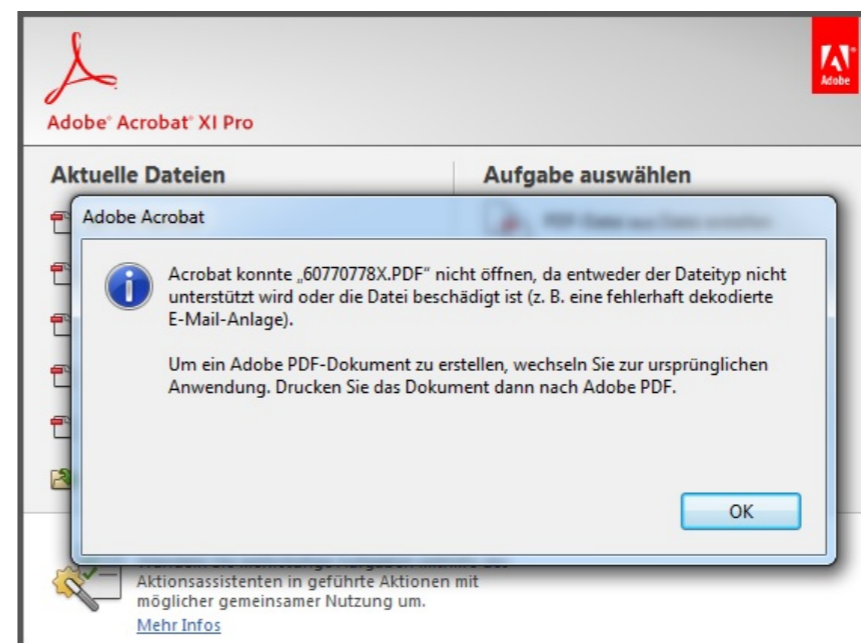 Adobe® Acrobat® XI Pro
Adobe
Aktuelle Dateien
Aufgabe auswählen
Adobe Acrobat
Acrobat konnte „60770778X.PDF“ nicht öffnen, da entweder der Dateityp nicht
unterstützt wird oder die Datei beschädigt ist (z. B. eine fehlerhaft dekodierte
E-Mail-Anlage).
Um ein Adobe PDF-Dokument zu erstellen, wechseln Sie zur ursprünglichen
Anwendung. Drucken Sie das Dokument dann nach Adobe PDF.
OK
Aktionsassistenten in geführte Aktionen mit
möglicher gemeinsamer Nutzung um.
Mehr Infos